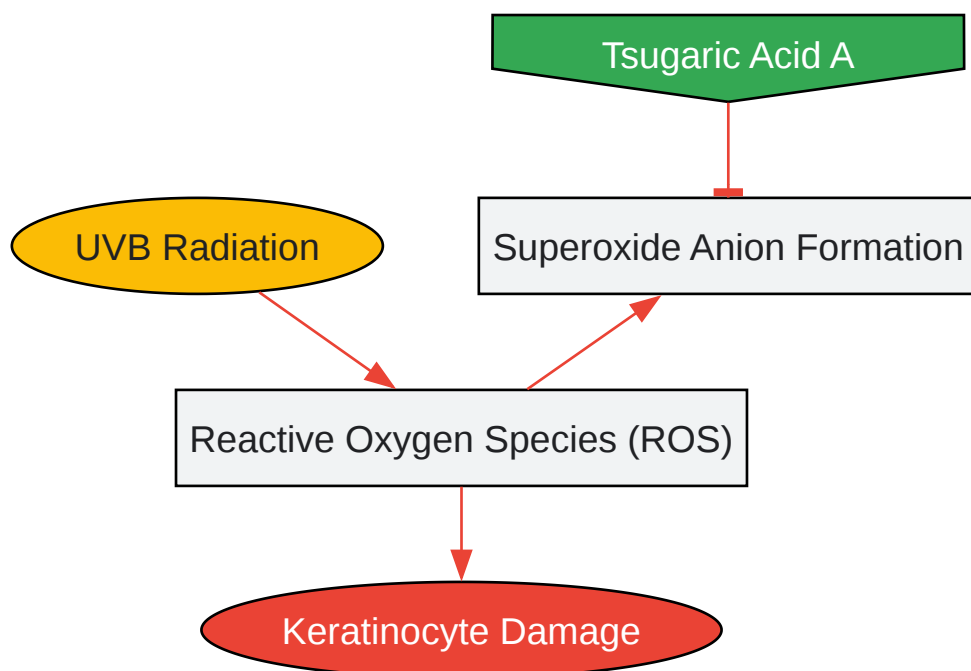 Tsugaric Acid A
UVB Radiation
Superoxide Anion Formation
Reactive Oxygen Species (ROS)
Keratinocyte Damage